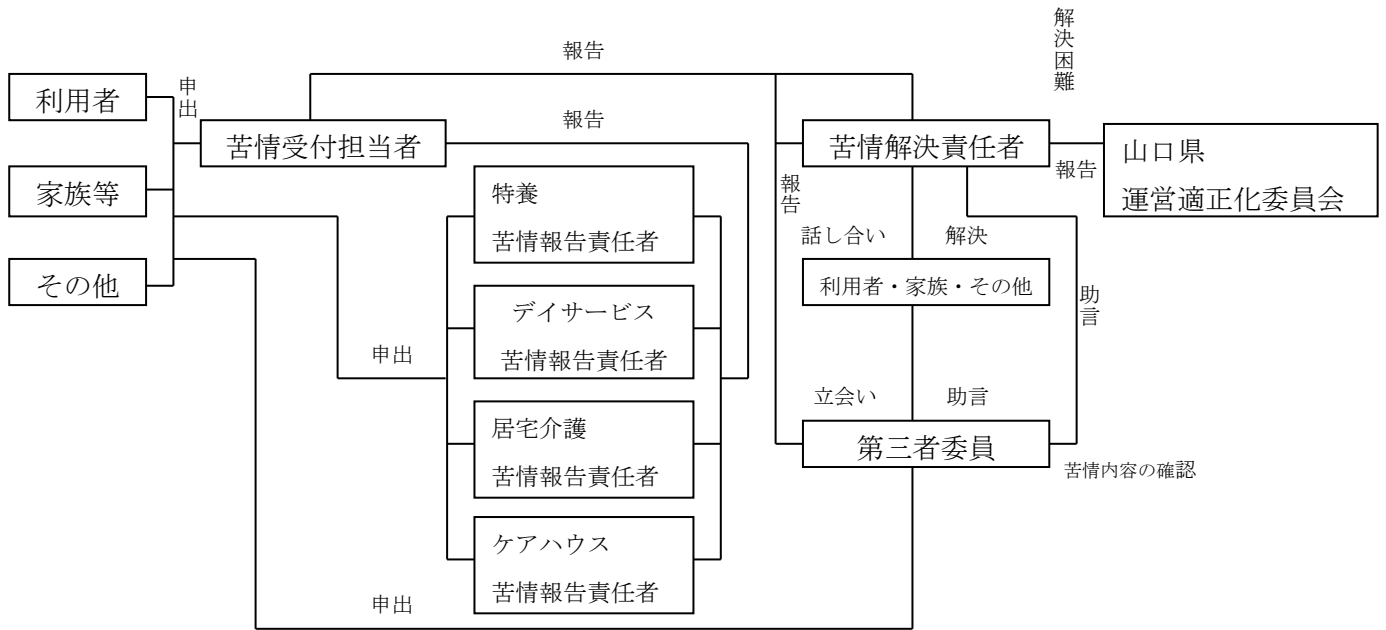 解決困難
報告
利用者
申出
報告
苦情受付担当者
苦情解決責任者
山口県
運営適正化委員会
報告
家族等
特養
苦情報告責任者
報告
話し合い
解決
その他
利用者・家族・その他
デイサービス
苦情報告責任者
助言
申出
立会い
助言
居宅介護
苦情報告責任者
第三者委員
苦情内容の確認
ケアハウス
苦情報告責任者
申出